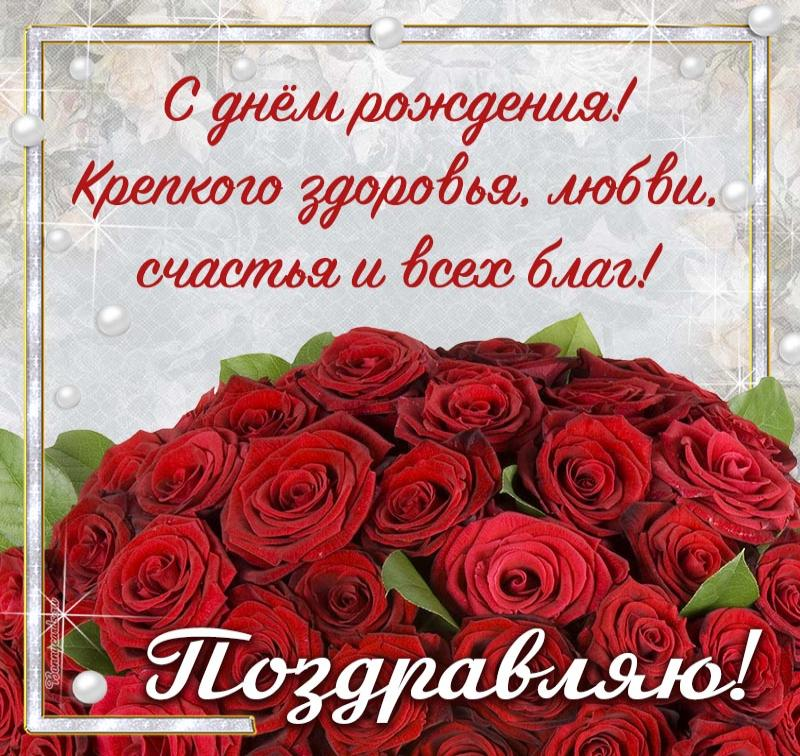 С днём рождения!
Крепкого здоровья, любви,
счастья и всех благ!
Поздравляю!